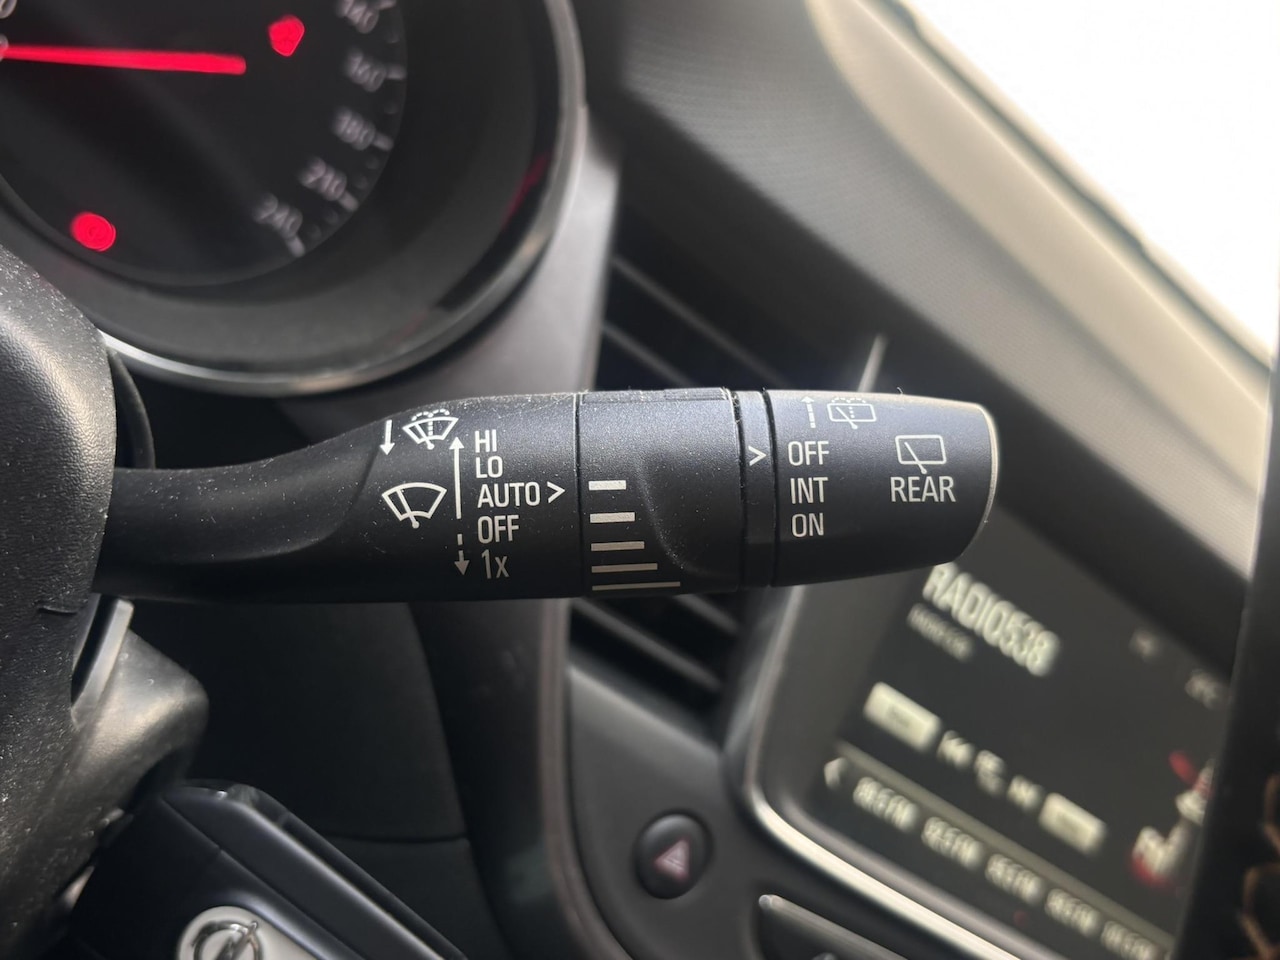 140
160
180
210
240
HI
LO
AUTO >
OFF
1x
>
OFF
INT
ON
REAR
RADIO538